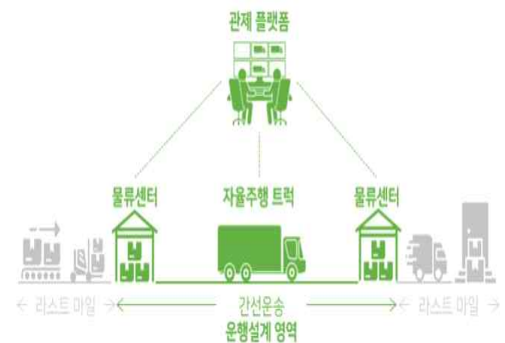 관제 플랫폼
물류센터 자율주행 트럭 물류센터
← 라스트 마일 → 간선운송 ← 라스트 마일 →
운행설계 영역